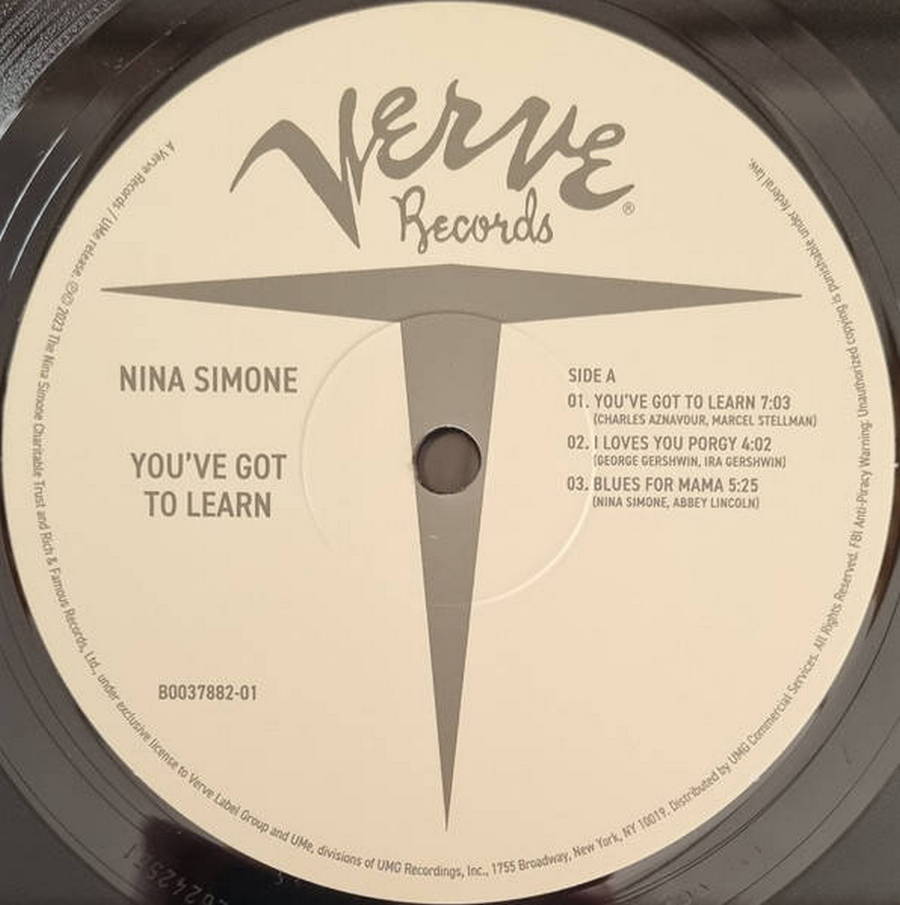 Verve
Records
®
NINA SIMONE
YOU'VE GOT
TO LEARN
B0037882-01
SIDE A
01. YOU'VE GOT TO LEARN 7:03
(CHARLES AZNAVOUR, MARCEL STELLMAN)
02. I LOVES YOU PORGY 4:02
(GEORGE GERSHWIN, IRA GERSHWIN)
03. BLUES FOR MAMA 5:25
(NINA SIMONE, ABBEY LINCOLN)
A Verve Records / UMe release. ℗© 2023 The Nina Simone Charitable Trust and Rich & Famous Records, Ltd., under exclusive license to Verve Label Group and UMe, divisions of UMG Recordings, Inc., 1755 Broadway, New York, NY 10019. Distributed by UMG Commercial Services. All Rights Reserved. FBI Anti-Piracy Warning: Unauthorized copying is punishable under federal law.